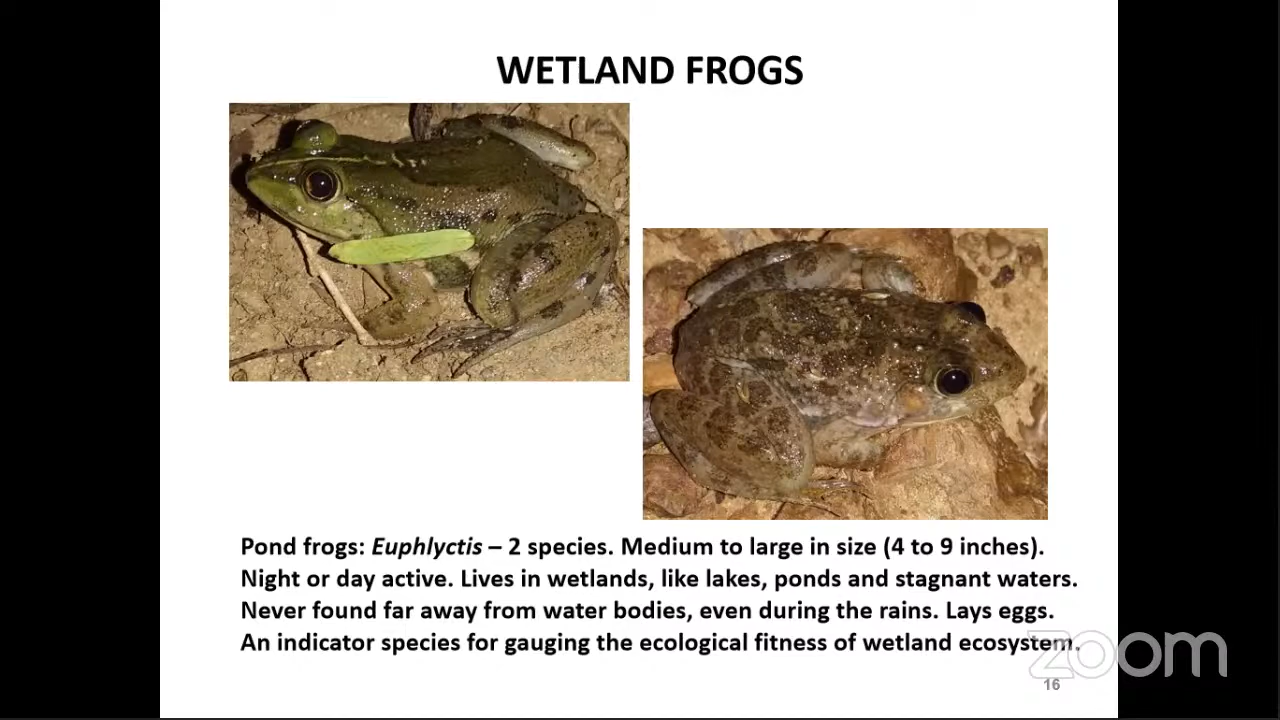 WETLAND FROGS
Pond frogs: Euphlyctis – 2 species. Medium to large in size (4 to 9 inches).
Night or day active. Lives in wetlands, like lakes, ponds and stagnant waters.
Never found far away from water bodies, even during the rains. Lays eggs.
An indicator species for gauging the ecological fitness of wetland ecosystem.
zoom
16